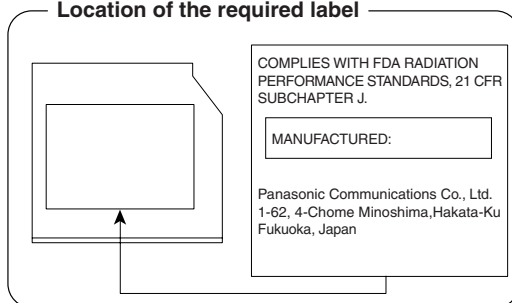 Location of the required label
COMPLIES WITH FDA RADIATION
PERFORMANCE STANDARDS, 21 CFR
SUBCHAPTER J.
MANUFACTURED:
Panasonic Communications Co., Ltd.
1-62, 4-Chome Minoshima,Hakata-Ku
Fukuoka, Japan